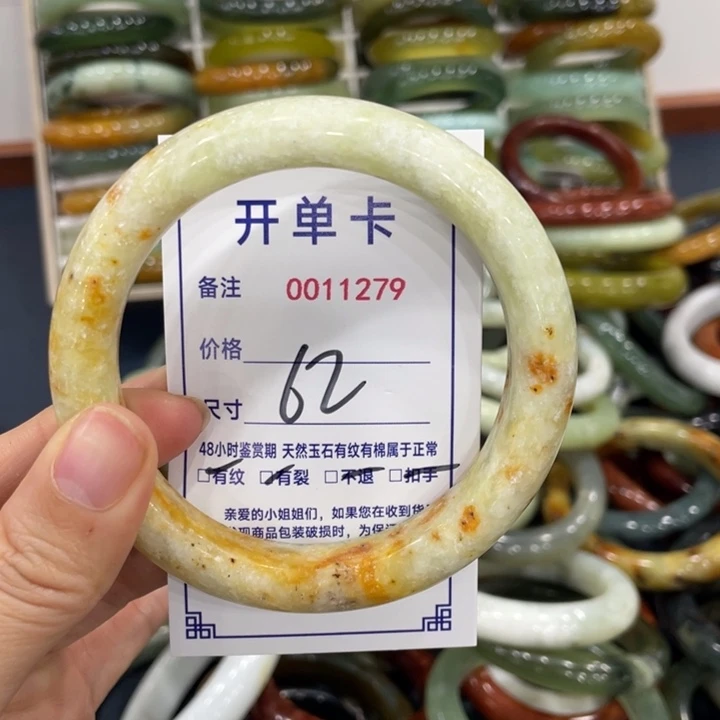 开单卡
备注 0011279
价格
尺寸 62
48小时鉴赏期 天然玉石有纹有棉属于正常
□有纹 □有裂 □不退 □扣手
亲爱的小姐姐们，如果您在收到货
现商品包装破损时，为保